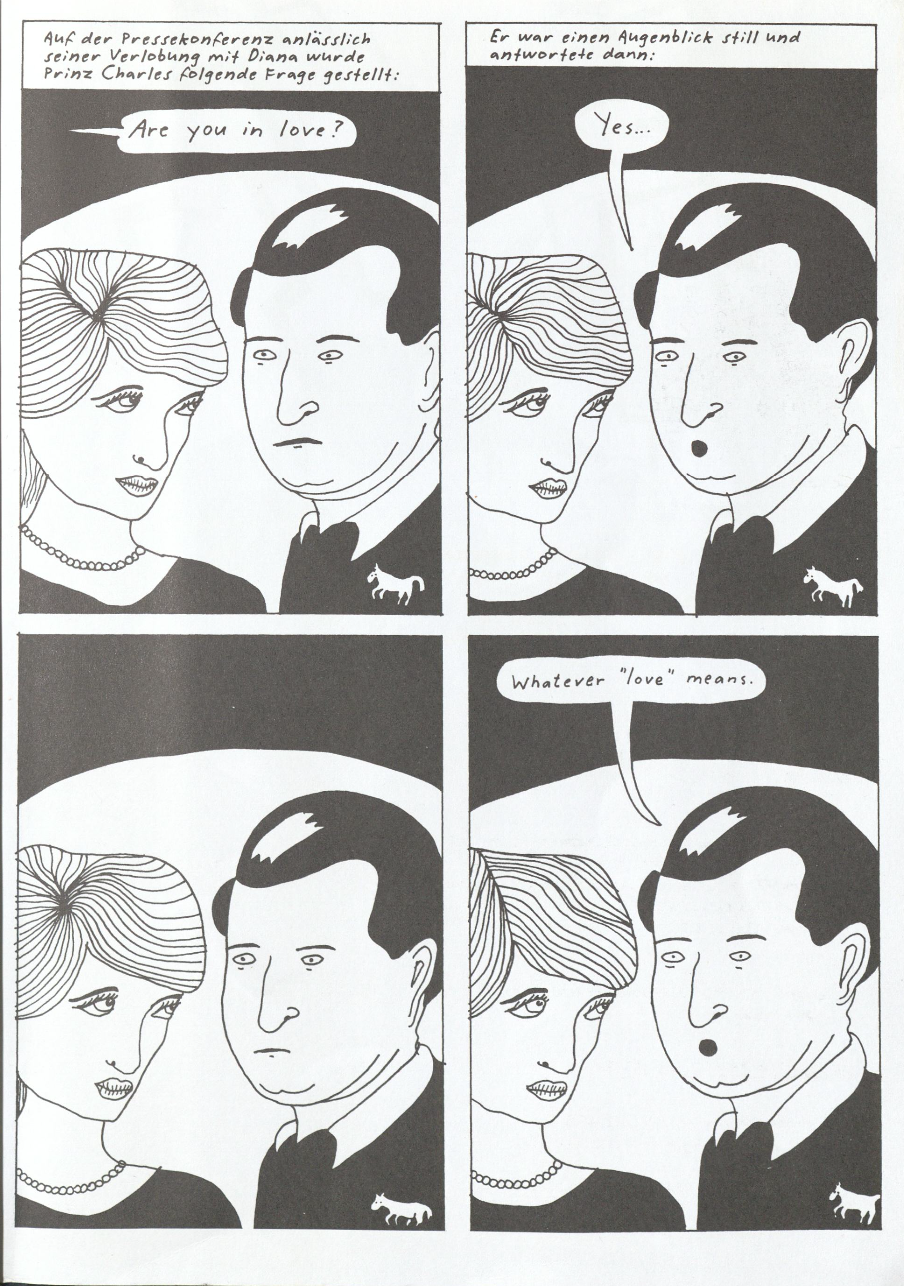 Auf der Pressekonferenz anlässlich
seiner Verlobung mit Diana wurde
Prinz Charles folgende Frage gestellt:
Are you in love?
Er war einen Augenblick still und
antwortete dann:
Yes...
Whatever "love" means.